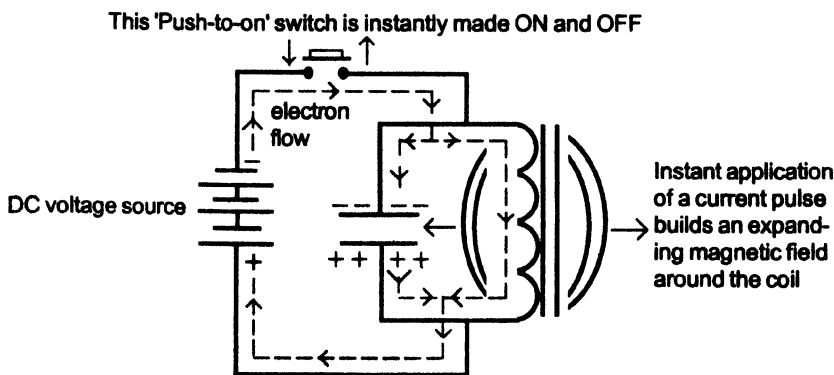 This 'Push-to-on' switch is instantly made ON and OFF
electron
flow
DC voltage source
Instant application
of a current pulse
builds an expand-
ing magnetic field
around the coil